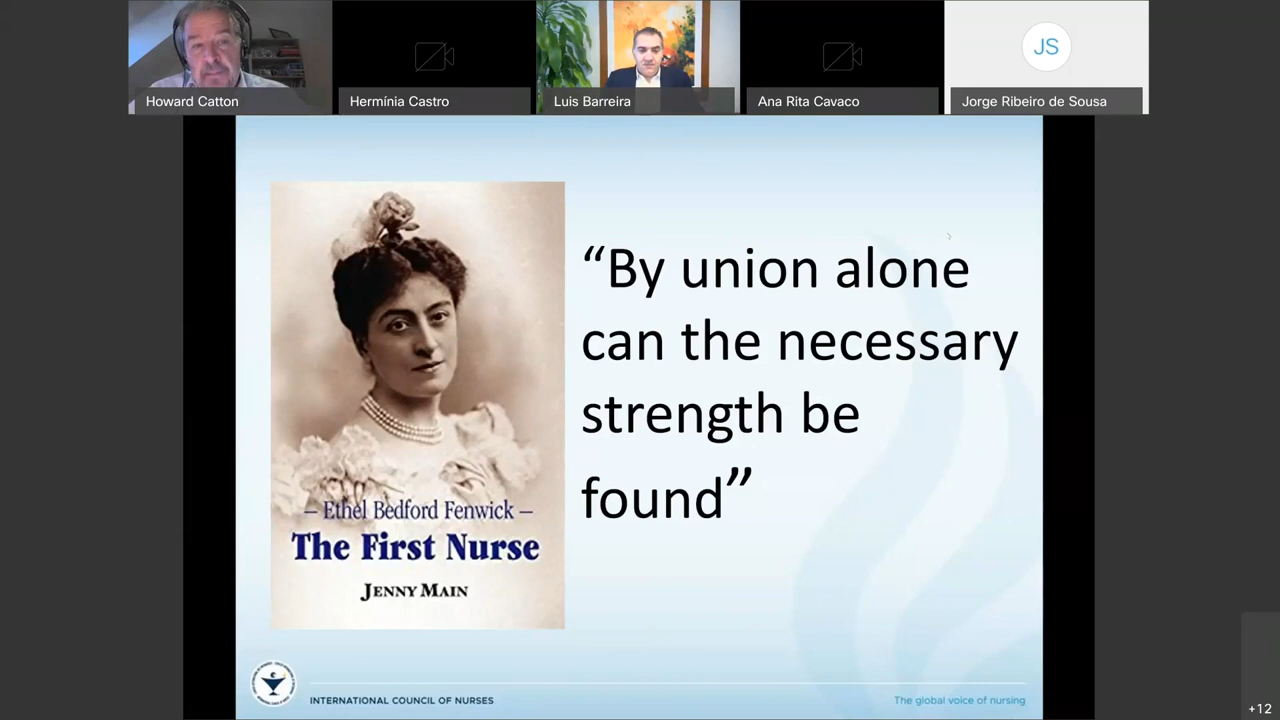 Howard Catton
Hermínia Castro
Luis Barreira
Ana Rita Cavaco
JS
Jorge Ribeiro de Sousa
“By union alone
can the necessary
strength be
found”
– Ethel Bedford Fenwick –
The First Nurse
Jenny Main
INTERNATIONAL COUNCIL OF NURSES
The global voice of nursing
+12